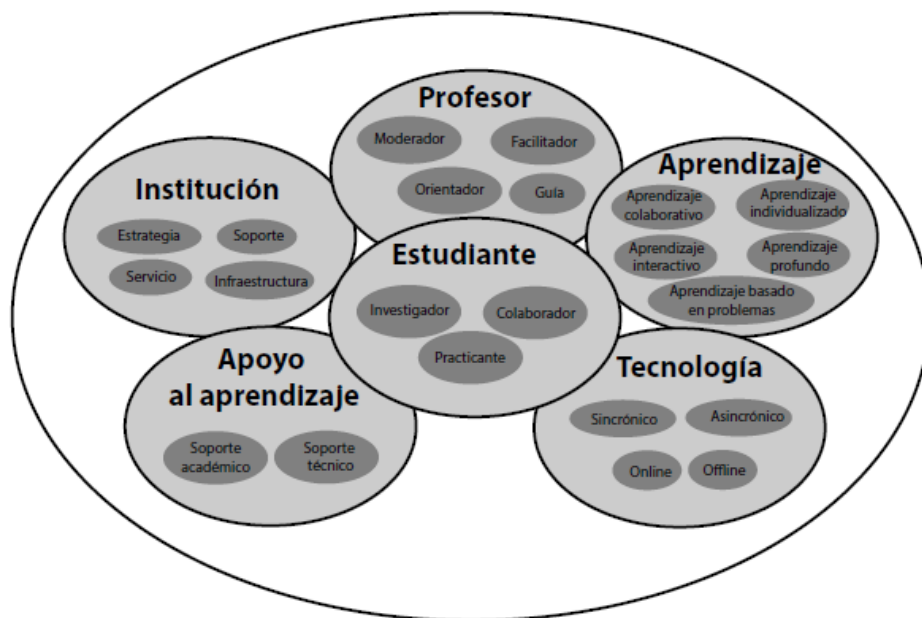 Profesor
Moderador
Facilitador
Orientador
Guía
Institución
Estrategia
Soporte
Servicio
Infraestructura
Aprendizaje
Aprendizaje
colaborativo
Aprendizaje
individualizado
Aprendizaje
interactivo
Aprendizaje
profundo
Aprendizaje basado
en problemas
Estudiante
Investigador
Colaborador
Practicante
Apoyo
al aprendizaje
Soporte
académico
Soporte
técnico
Tecnología
Sincrónico
Asincrónico
Online
Offline